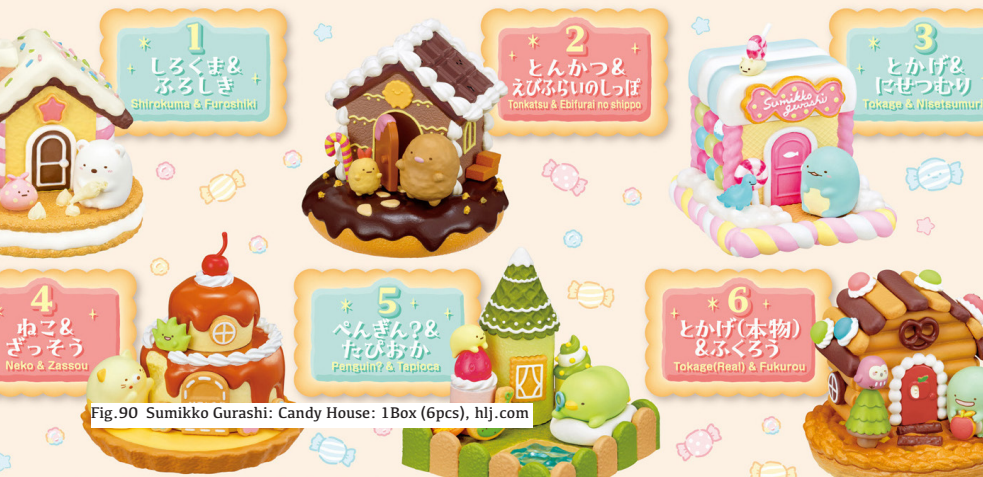 1
しろくま&
ふろしき
Shirokuma & Furoshiki
2
とんかつ&
えびふらいのしっぽ
Tonkatsu & Ebifurai no shippo
3
とかげ&
にせつむり
Tokage & Nisetsumuri
Sumikko
gurashi
4
ねこ&
ざっそう
Neko & Zassou
5
ぺんぎん?&
たぴおか
Penguin? & Tapioca
6
とかげ(本物)
&ふくろう
Tokage(Real) & Fukurou
Fig.90 Sumikko Gurashi: Candy House: 1Box (6pcs), hlj.com